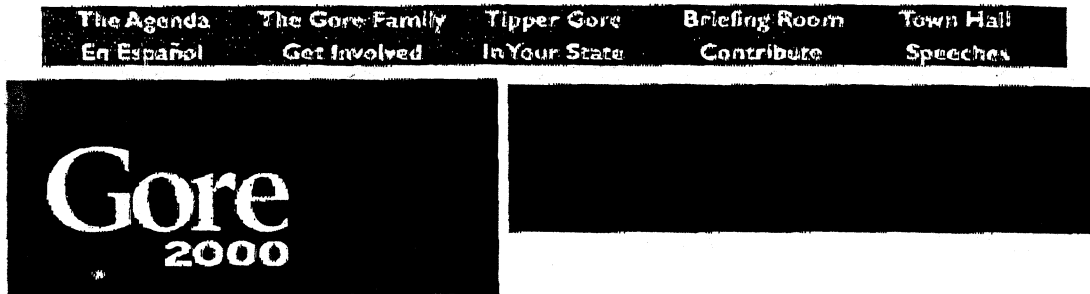 The Agenda The Gore Family Tipper Gore Briefing Room Town Hall
En Español Get Involved In Your State Contribute Speeches
Gore
2000